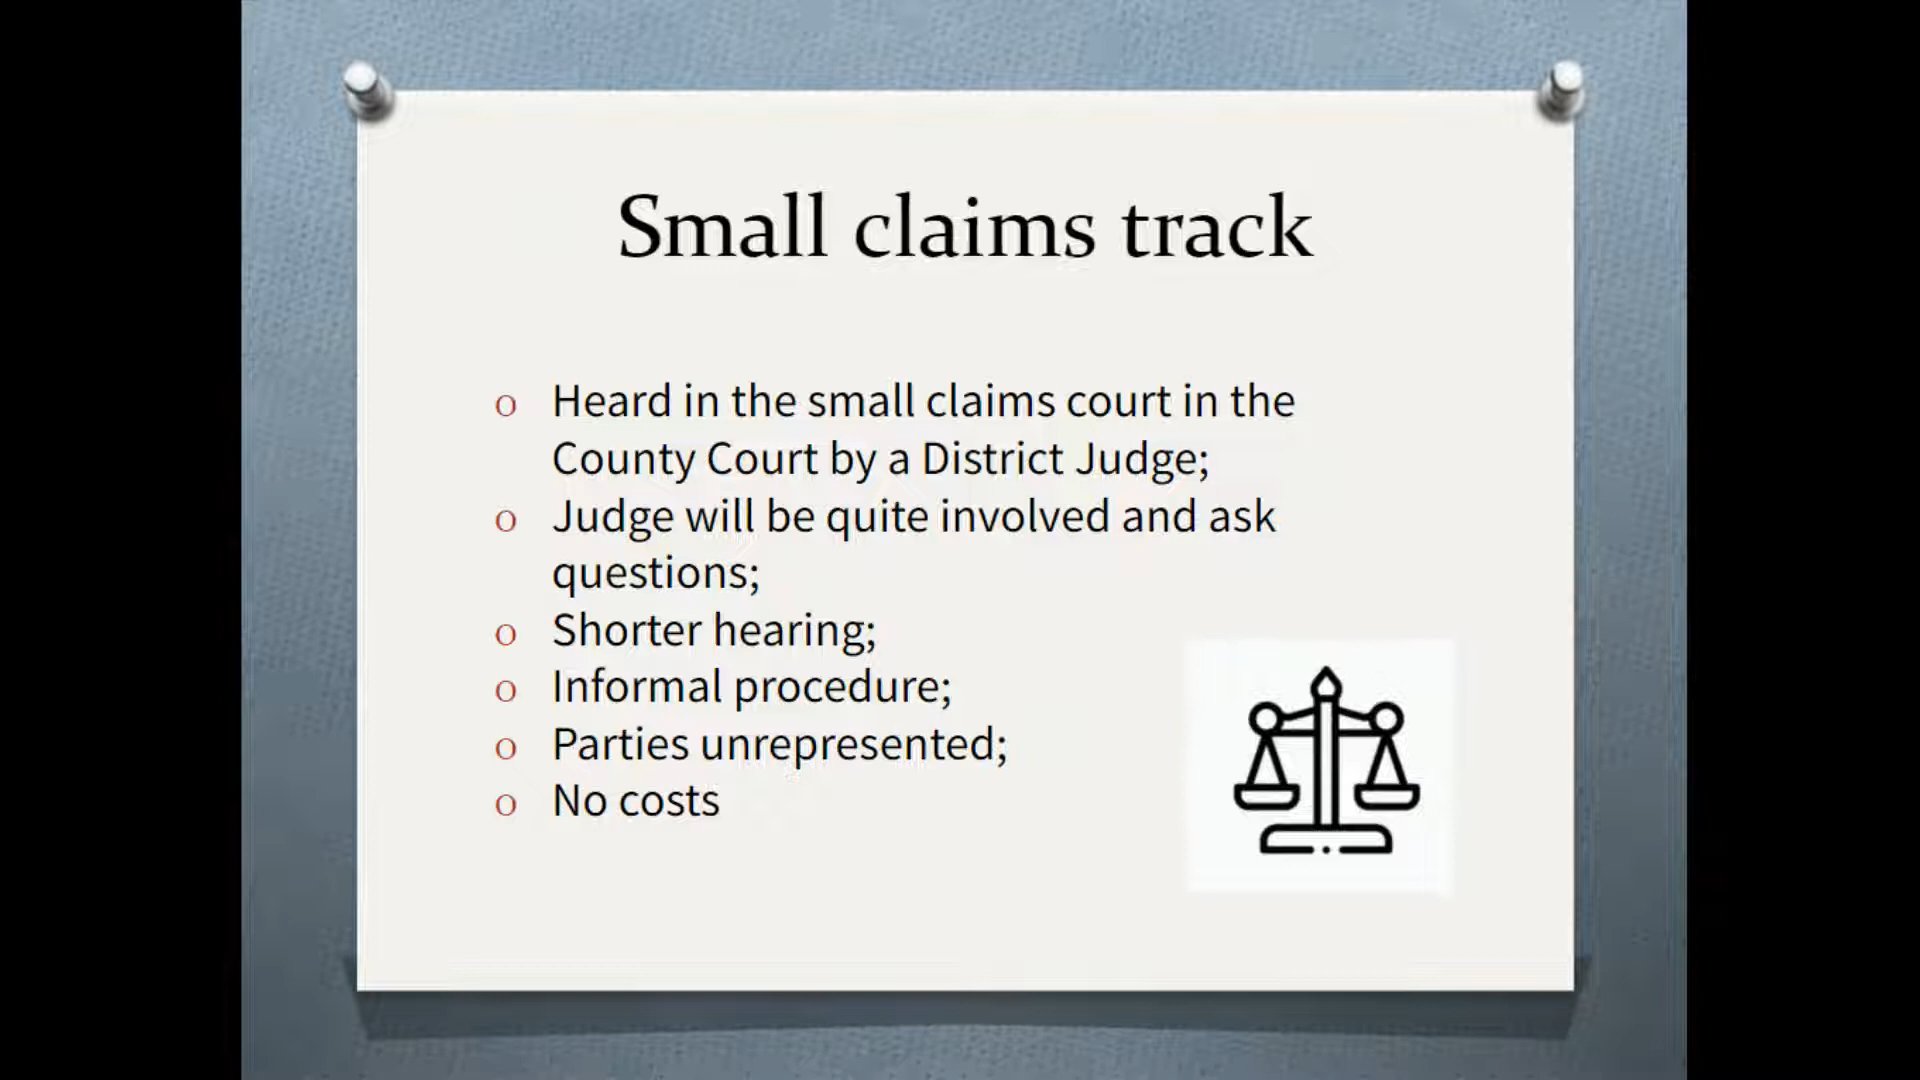 Small claims track
o Heard in the small claims court in the
County Court by a District Judge;
o Judge will be quite involved and ask
questions;
o Shorter hearing;
o Informal procedure;
o Parties unrepresented;
o No costs